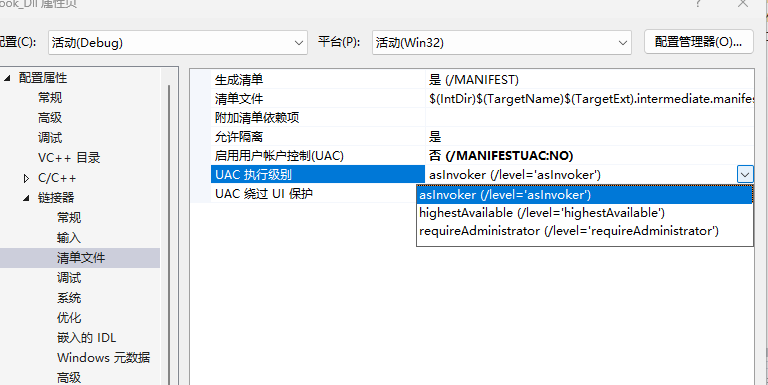 ook_Dll 属性页
配置(C): 活动(Debug) 平台(P): 活动(Win32) 配置管理器(O)...
配置属性
常规
高级
调试
VC++ 目录
C/C++
链接器
常规
输入
清单文件
调试
系统
优化
嵌入的 IDL
Windows 元数据
高级
生成清单 是 (/MANIFEST)
清单文件 $(IntDir)$(TargetName)$(TargetExt).intermediate.manifes
附加清单依赖项
允许隔离 是
启用用户帐户控制(UAC) 否 (/MANIFESTUAC:NO)
UAC 执行级别 asInvoker (/level='asInvoker')
UAC 绕过 UI 保护
asInvoker (/level='asInvoker')
highestAvailable (/level='highestAvailable')
requireAdministrator (/level='requireAdministrator')